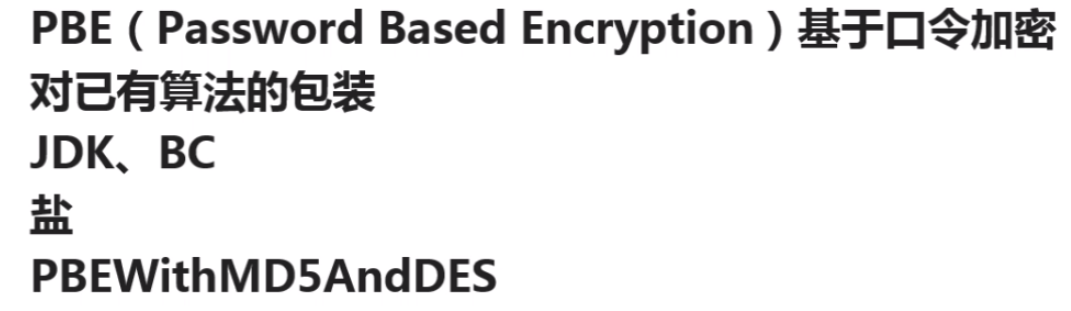 PBE（Password Based Encryption）基于口令加密
对已有算法的包装
JDK、BC
盐
PBEWithMD5AndDES